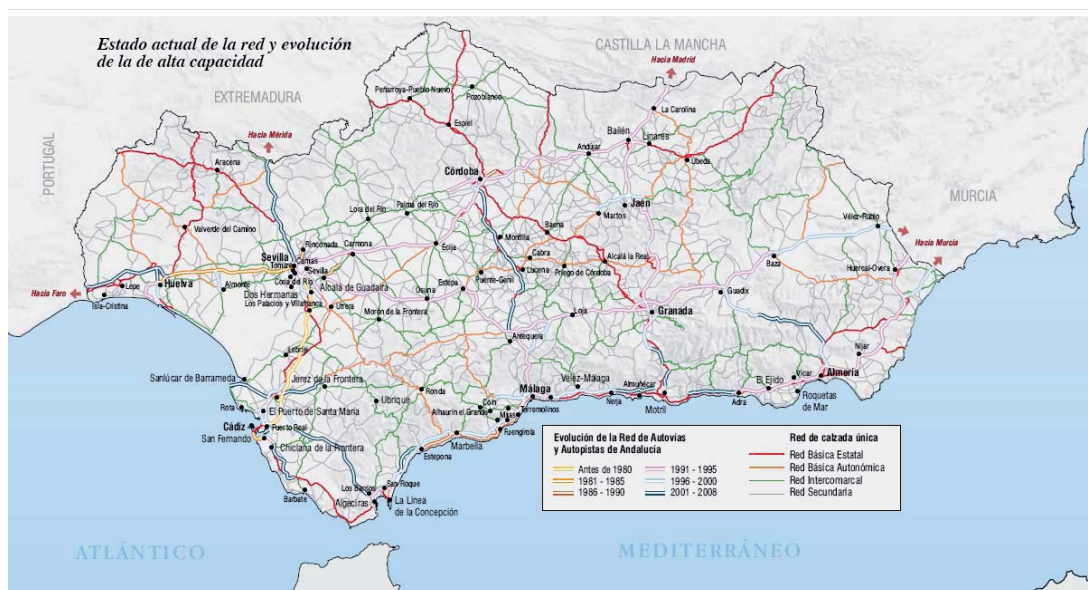 Estado actual de la red y evolución
de la de alta capacidad
CASTILLA LA MANCHA
Hacia Madrid
EXTREMADURA
PORTUGAL
Hacia Mérida
MURCIA
Hacia Murcia
Hacia Faro
Peñarroya-Pueblo Nuevo
Pozoblanco
La Carolina
Espiel
Bailén
Linares
Andújar
Úbeda
Aracena
Córdoba
Jaén
Martos
Lora del Río
Palma del Río
Valverde del Camino
Baena
Montilla
Vélez-Rubio
Rinconada
Carmona
Écija
Cabra
Alcalá la Real
Sevilla
Camas
Tomares
Sevilla
Lucena
Priego de Córdoba
Baza
Huercal-Overa
Coria del Río
Alcalá de Guadaira
Estepa
Puente-Genil
Lepe
Huelva
Almonte
Dos Hermanas
Osuna
Guadix
Isla-Cristina
Los Palacios y Villafranca
Utrera
Morón de la Frontera
Loja
Granada
Antequera
Lebrija
Níjar
Sanlúcar de Barrameda
Jerez de la Frontera
Ronda
Málaga
Vélez-Málaga
Almuñécar
El Ejido
Vícar
Almería
Ubrique
Coín
Rota
El Puerto de Santa María
Alhaurín el Grande
Mijas
Torremolinos
Nerja
Motril
Adra
Roquetas
de Mar
Cádiz
Puerto Real
San Fernando
Fuengirola
Marbella
Chiclana de la Frontera
Estepona
Barbate
Los Barrios
San Roque
Algeciras
La Línea
de la Concepción
Evolución de la Red de Autovías
y Autopistas de Andalucía
Antes de 1980
1981 - 1985
1986 - 1990
1991 - 1995
1996 - 2000
2001 - 2008
Red de calzada única
Red Básica Estatal
Red Básica Autonómica
Red Intercomarcal
Red Secundaria
ATLÁNTICO
MEDITERRÁNEO